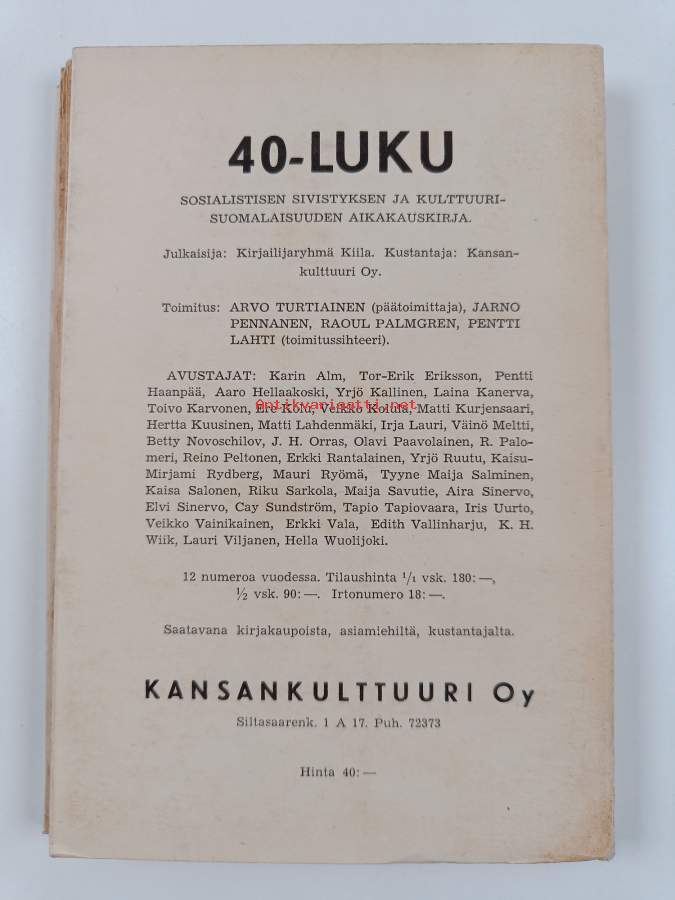 40-LUKU
SOSIALISTISEN SIVISTYKSEN JA KULTTUURI-
SUOMALAISUUDEN AIKAKAUSKIRJA.
Julkaisija: Kirjailijaryhmä Kiila. Kustantaja: Kansan-
kulttuuri Oy.
Toimitus: ARVO TURTIAINEN (päätoimittaja), JARNO
PENNANEN, RAOUL PALMGREN, PENTTI
LAHTI (toimitussihteeri).
AVUSTAJAT: Karin Alm, Tor-Erik Eriksson, Pentti
Haanpää, Aaro Hellaakoski, Yrjö Kallinen, Laina Kanerva,
Toivo Karvonen, Matti Kurjensaari,
Antikvariaatti.net
Hertta Kuusinen, Matti Lahdenmäki, Irja Lauri, Väinö Meltti,
Betty Novoschilov, J. H. Orras, Olavi Paavolainen, R. Palo-
meri, Reino Peltonen, Erkki Rantalainen, Yrjö Ruutu, Kaisu-
Mirjami Rydberg, Mauri Ryömä, Tyyne Maija Salminen,
Kaisa Salonen, Riku Sarkola, Maija Savutie, Aira Sinervo,
Elvi Sinervo, Cay Sundström, Tapio Tapiovaara, Iris Uurto,
Veikko Vainikainen, Erkki Vala, Edith Vallinharju, K. H.
Wiik, Lauri Viljanen, Hella Wuolijoki.
12 numeroa vuodessa. Tilaushinta 1/1 vsk. 180: —,
½ vsk. 90: —. Irtonumero 18: —.
Saatavana kirjakaupoista, asiamiehiltä, kustantajalta.
KANSANKULTTUURI Oy
Siltasaarenk. 1 A 17. Puh. 72373
Hinta 40: —